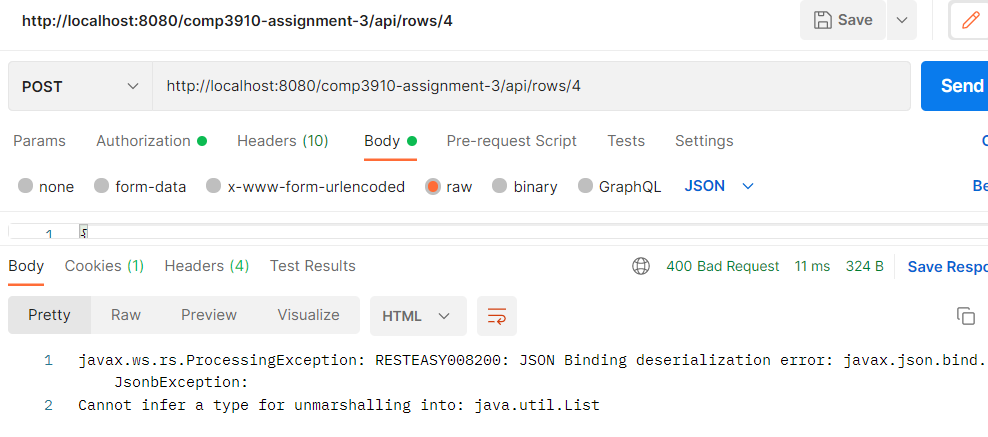 http://localhost:8080/comp3910-assignment-3/api/rows/4 Save
POST http://localhost:8080/comp3910-assignment-3/api/rows/4 Send
Params Authorization Headers (10) Body Pre-request Script Tests Settings
none form-data x-www-form-urlencoded raw binary GraphQL JSON Be
1 {
Body Cookies (1) Headers (4) Test Results 400 Bad Request 11 ms 324 B Save Respo
Pretty Raw Preview Visualize HTML
1 javax.ws.rs.ProcessingException: RESTEASY008200: JSON Binding deserialization error: javax.json.bind.
JsonbException:
2 Cannot infer a type for unmarshalling into: java.util.List